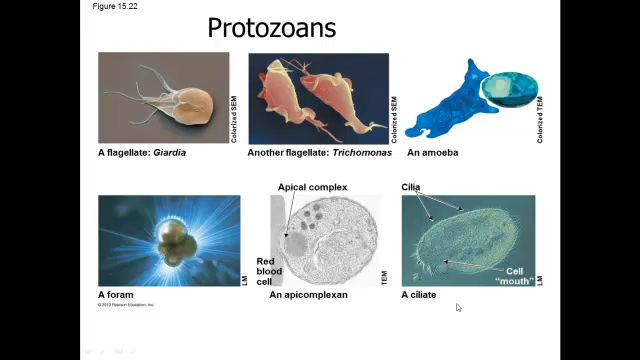 Figure 15.22
Protozoans
Colorized SEM
A flagellate: Giardia
Colorized SEM
Another flagellate: Trichomonas
Colorized TEM
An amoeba
LM
A foram
© 2010 Pearson Education, Inc.
Apical complex
Red
blood
cell
TEM
An apicomplexan
Cilia
Cell
"mouth"
LM
A ciliate